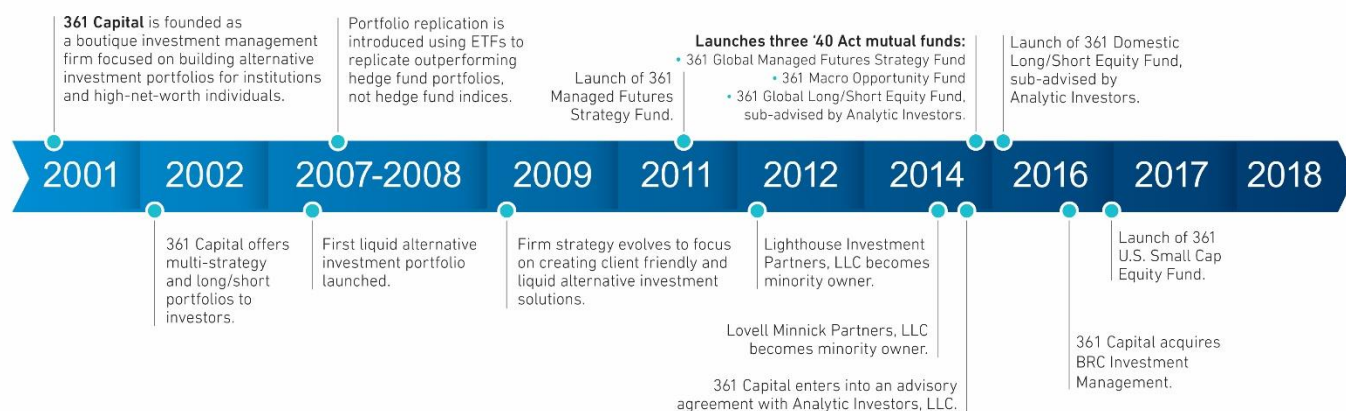 361 Capital is founded as
a boutique investment management
firm focused on building alternative
investment portfolios for institutions
and high-net-worth individuals.
Portfolio replication is
introduced using ETFs to
replicate outperforming
hedge fund portfolios,
not hedge fund indices.
Launch of 361
Managed Futures
Strategy Fund.
Launches three '40 Act mutual funds:
• 361 Global Managed Futures Strategy Fund
• 361 Macro Opportunity Fund
• 361 Global Long/Short Equity Fund,
sub-advised by Analytic Investors.
Launch of 361 Domestic
Long/Short Equity Fund,
sub-advised by
Analytic Investors.
2001
2002
2007-2008
2009
2011
2012
2014
2016
2017
2018
361 Capital offers
multi-strategy
and long/short
portfolios to
investors.
First liquid alternative
investment portfolio
launched.
Firm strategy evolves to focus
on creating client friendly and
liquid alternative investment
solutions.
Lighthouse Investment
Partners, LLC becomes
minority owner.
Lovell Minnick Partners, LLC
becomes minority owner.
361 Capital enters into an advisory
agreement with Analytic Investors, LLC.
361 Capital acquires
BRC Investment
Management.
Launch of 361
U.S. Small Cap
Equity Fund.